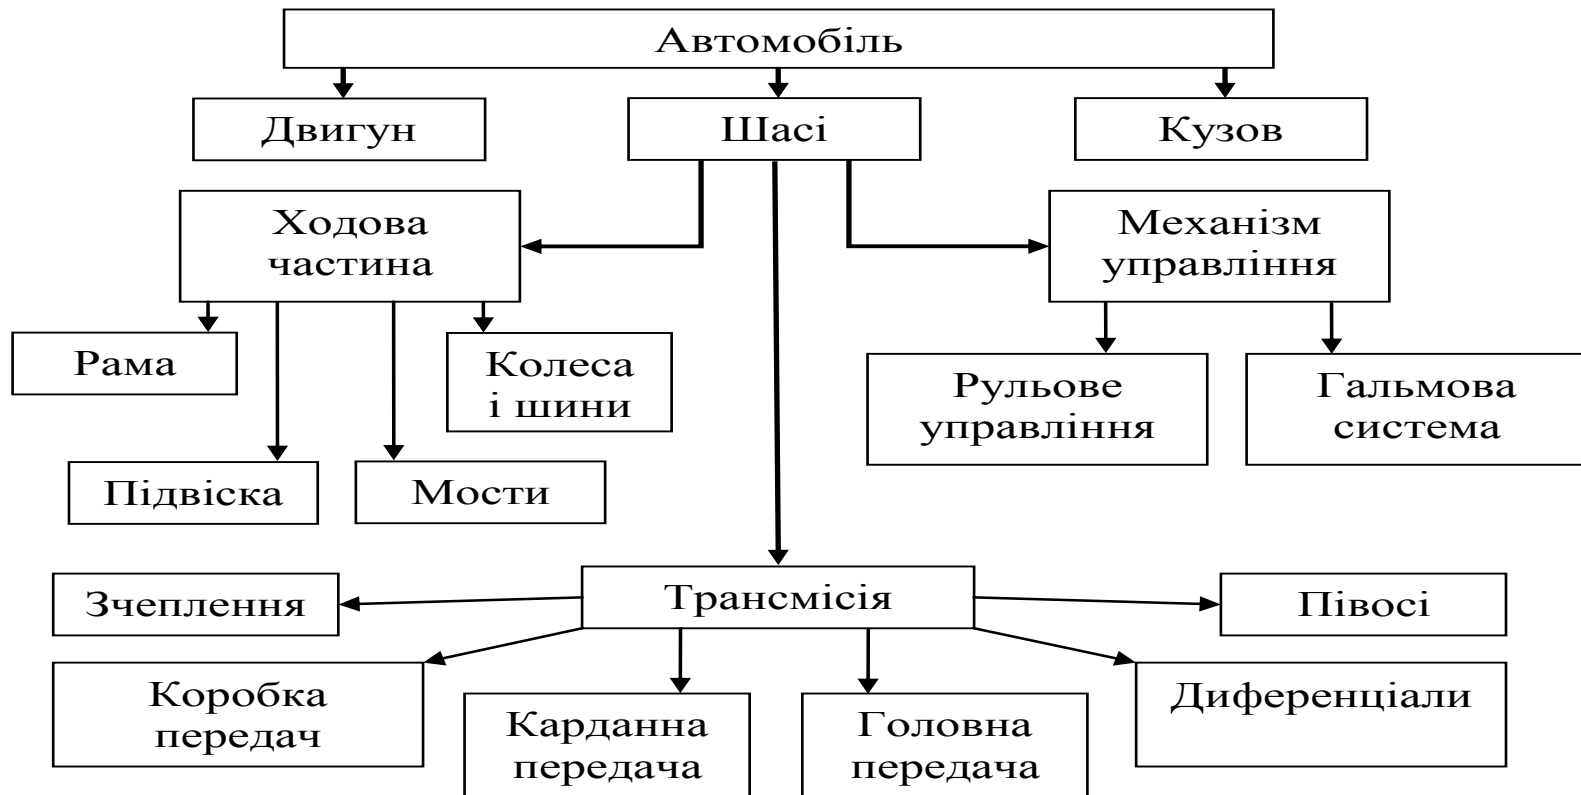 Автомобіль
Двигун
Шасі
Кузов
Ходова
частина
Механізм
управління
Рама
Колеса
і шини
Рульове
управління
Гальмова
система
Підвіска
Мости
Зчеплення
Трансмісія
Півосі
Коробка
передач
Карданна
передача
Головна
передача
Диференціали